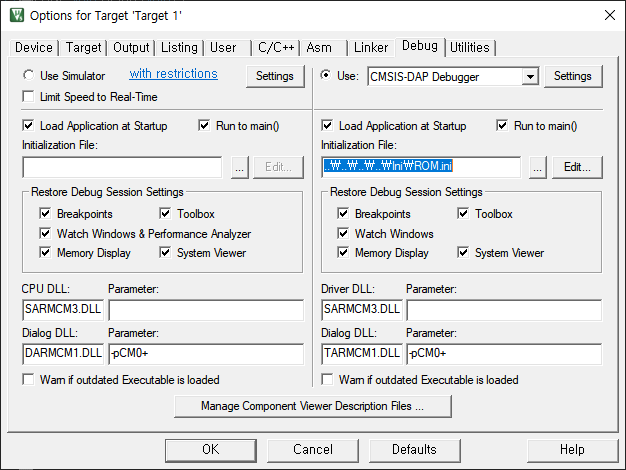 Options for Target 'Target 1'
Device Target Output Listing User C/C++ Asm Linker Debug Utilities
Use Simulator with restrictions Settings
Limit Speed to Real-Time
Use: CMSIS-DAP Debugger Settings
Load Application at Startup Run to main()
Initialization File:
... Edit...
Load Application at Startup Run to main()
Initialization File:
..₩..₩..₩..₩Ini₩ROM.ini ... Edit...
Restore Debug Session Settings
Breakpoints Toolbox
Watch Windows & Performance Analyzer
Memory Display System Viewer
Restore Debug Session Settings
Breakpoints Toolbox
Watch Windows
Memory Display System Viewer
CPU DLL: Parameter:
SARMCM3.DLL
Dialog DLL: Parameter:
DARMCM1.DLL -pCM0+
Warn if outdated Executable is loaded
Driver DLL: Parameter:
SARMCM3.DLL
Dialog DLL: Parameter:
TARMCM1.DLL -pCM0+
Warn if outdated Executable is loaded
Manage Component Viewer Description Files ...
OK Cancel Defaults Help